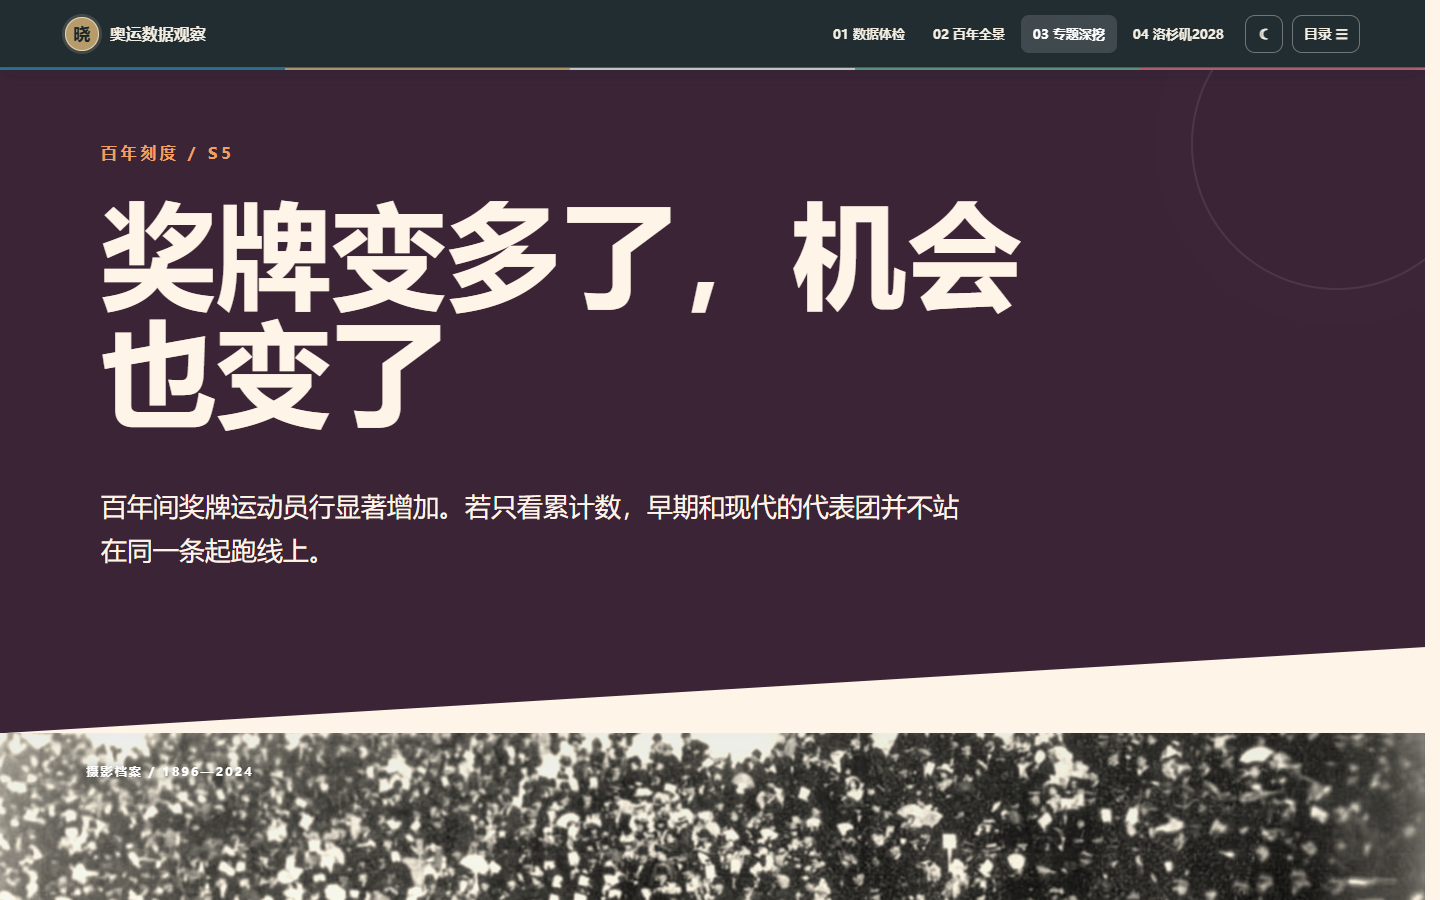 晓 奥运数据观察 01 数据体检 02 百年全景 03 专题深挖 04 洛杉矶2028 目录
百年刻度 / S5
奖牌变多了，机会
也变了
百年间奖牌运动员行显著增加。若只看累计数，早期和现代的代表团并不站
在同一条起跑线上。
摄影档案 / 1896—2024